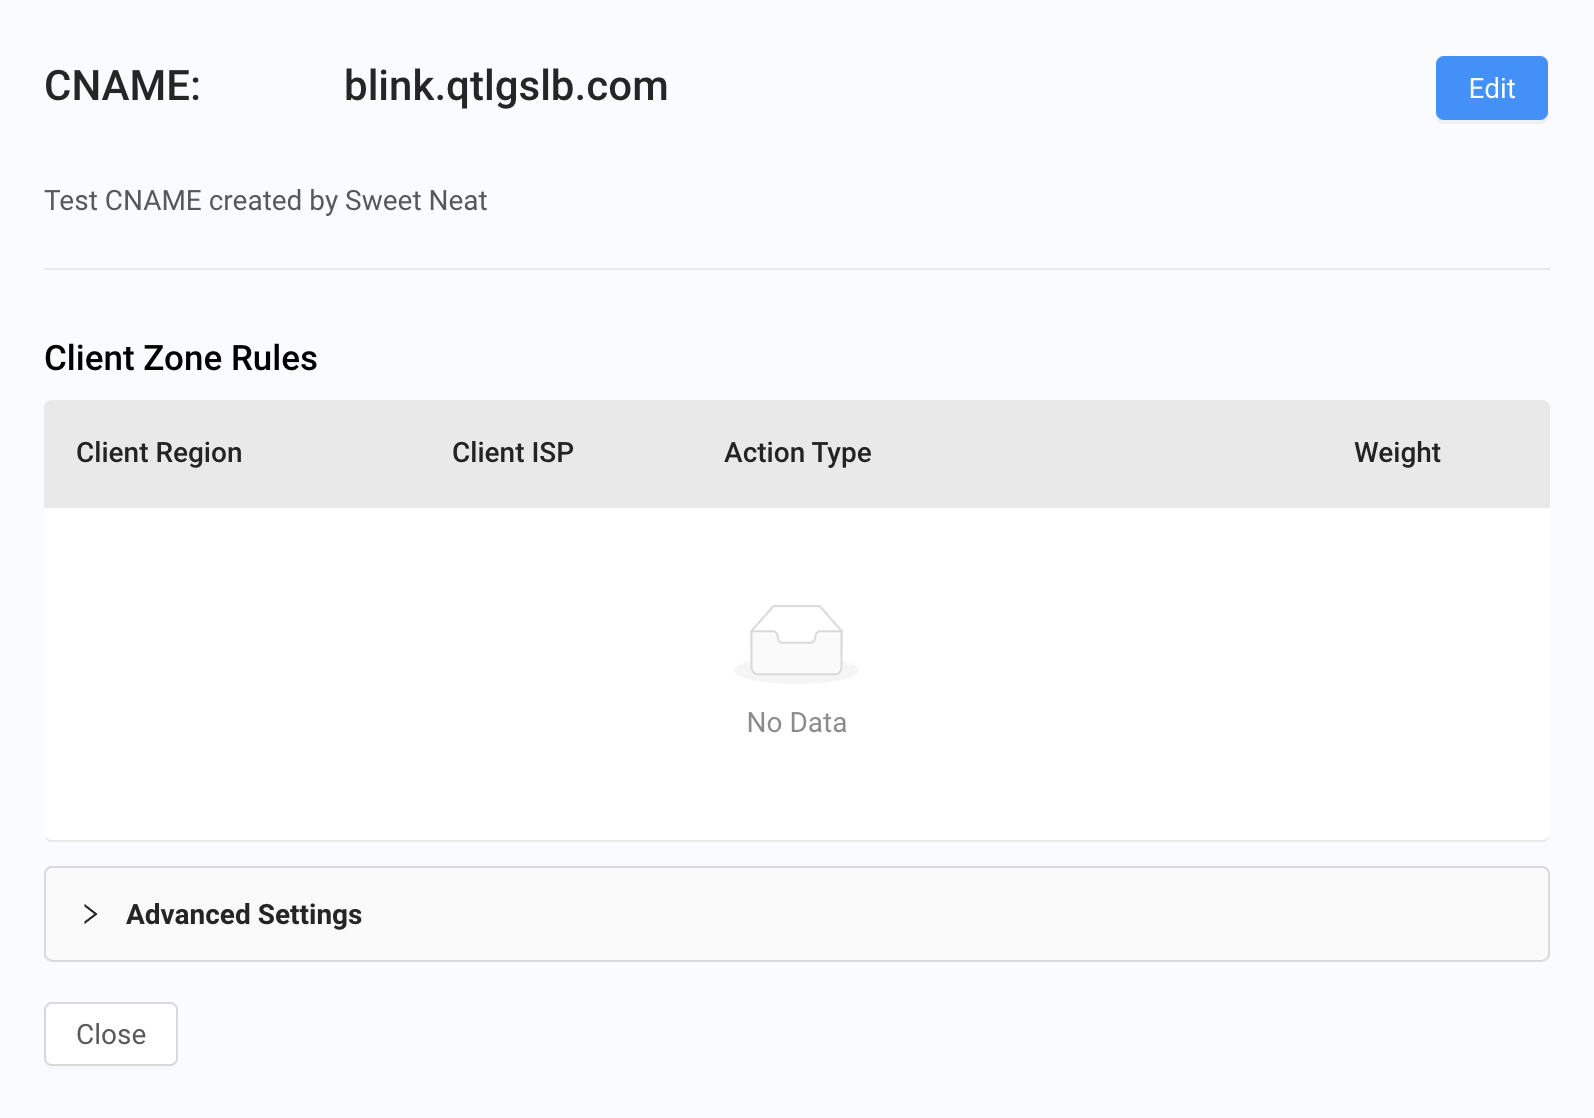 CNAME: blink.qtlgslb.com Edit
Test CNAME created by Sweet Neat
Client Zone Rules
Client Region Client ISP Action Type Weight
No Data
Advanced Settings
Close